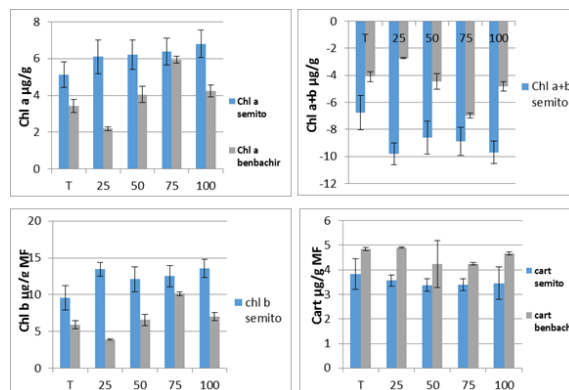 Chl a µg/g
8
6
4
2
0
T 25 50 75 100
Chl a
semito
Chl a
benbachir
Chl a+b µg/g
0
-2
-4
-6
-8
-10
-12
T 25 50 75 100
Chl a+b
semito
Chl b µg/g MF
20
15
10
5
0
T 25 50 75 100
chl b
semito
Cart µg/g MF
6
5
4
3
2
1
0
T 25 50 75 100
cart
semito
cart
benbach